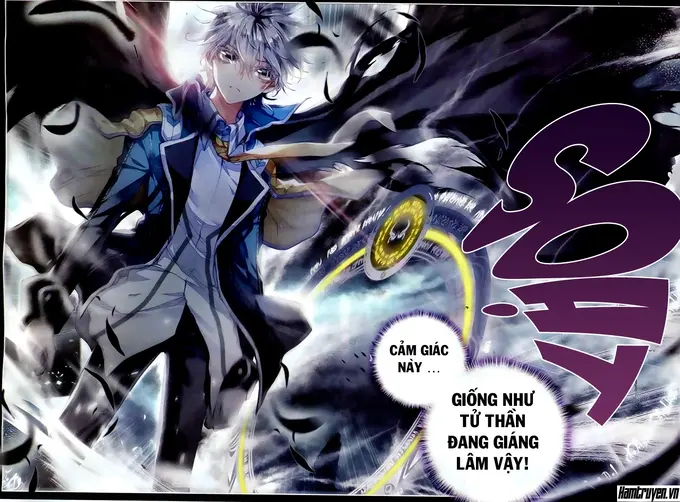 SOẠT
CẢM GIÁC
NÀY ...
GIỐNG NHƯ
TỬ THẦN
ĐANG GIÁNG
LÂM VẬY!
Hamtruyen.vn